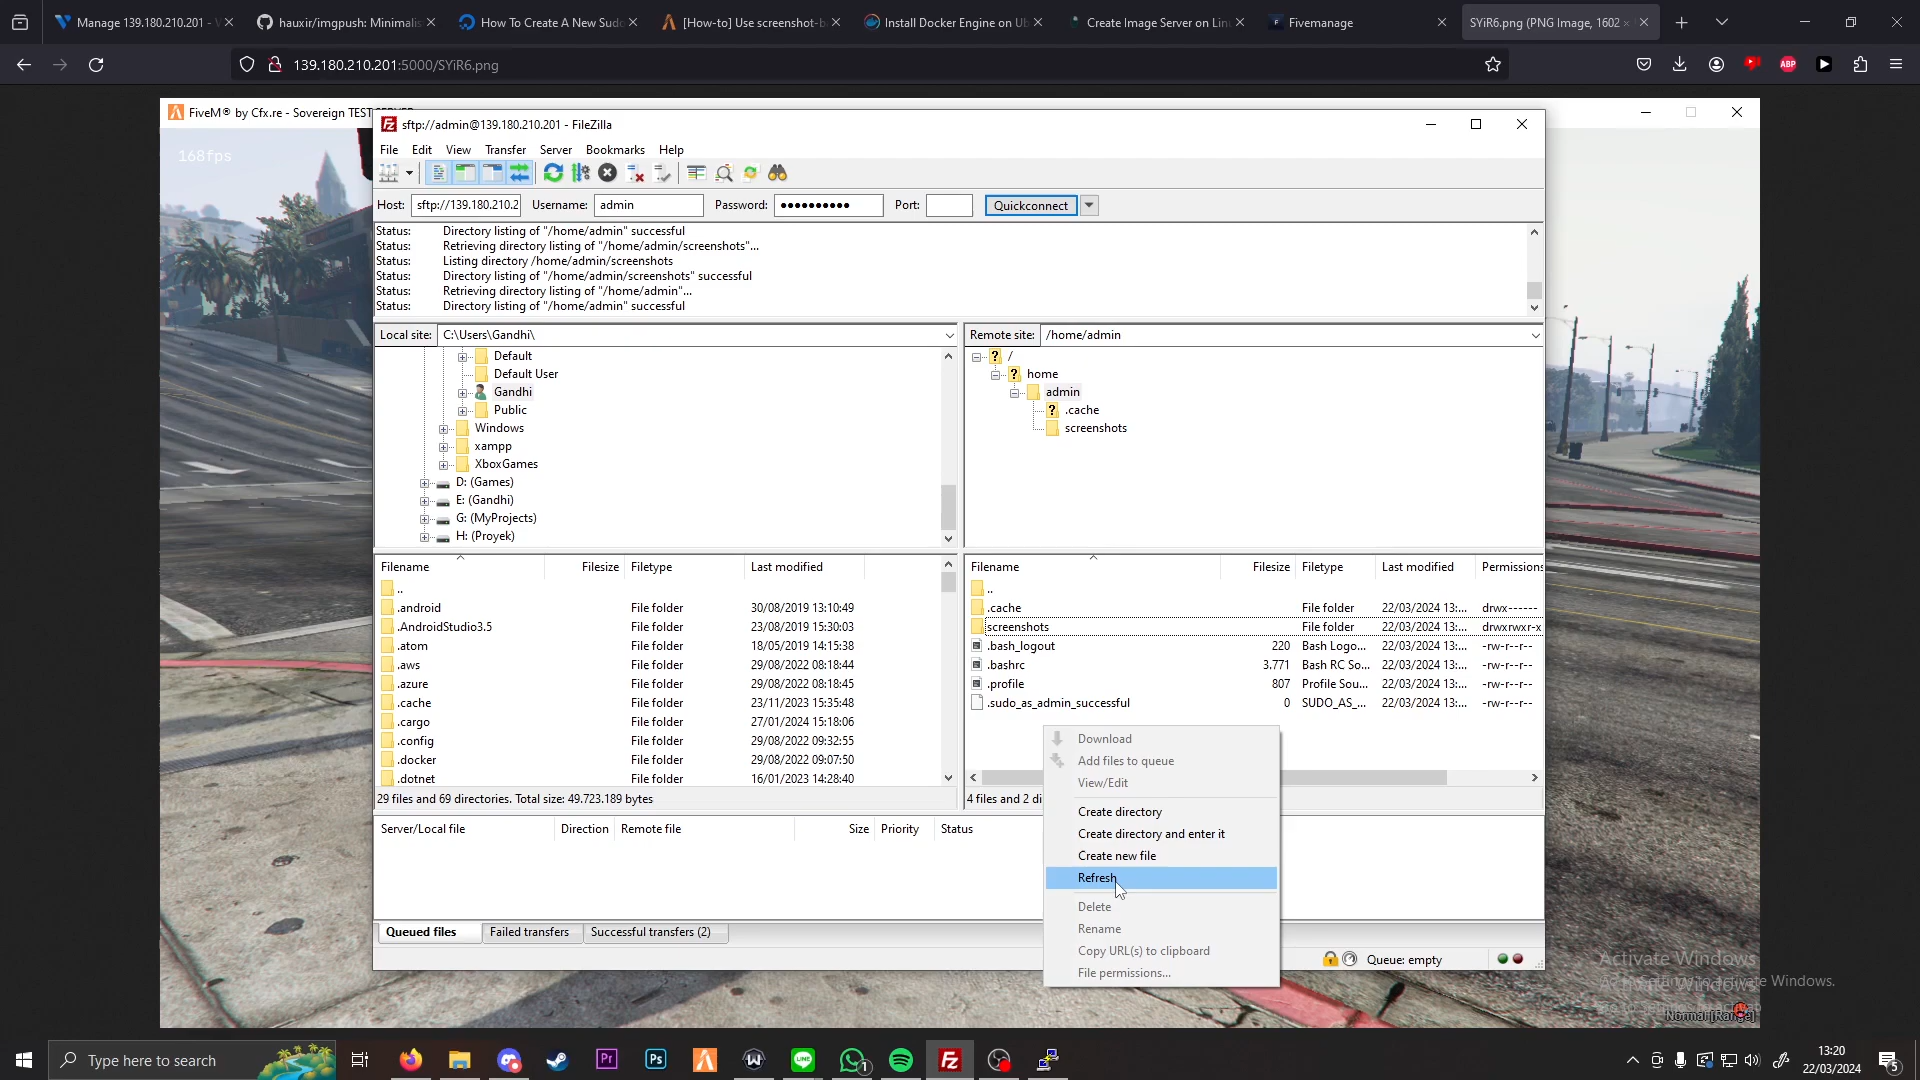 Manage 139.180.210.201 - V
hauxir/imgpush: Minimalis
How To Create A New Sudo
[How-to] Use screenshot-b
Install Docker Engine on Ub
Create Image Server on Lin
Fivemanage
SYiR6.png (PNG Image, 1602 ×
139.180.210.201:5000/SYiR6.png
ABP
FiveM® by Cfx.re - Sovereign TEST SERVER
168fps
sftp://admin@139.180.210.201 - FileZilla
File Edit View Transfer Server Bookmarks Help
Host: sftp://139.180.210.2 Username: admin Password: ●●●●●●●●●● Port: Quickconnect
Status: Directory listing of "/home/admin" successful
Status: Retrieving directory listing of "/home/admin/screenshots"...
Status: Listing directory /home/admin/screenshots
Status: Directory listing of "/home/admin/screenshots" successful
Status: Retrieving directory listing of "/home/admin"...
Status: Directory listing of "/home/admin" successful
Local site: C:\Users\Gandhi\
Default
Default User
Gandhi
Public
Windows
xampp
XboxGames
D: (Games)
E: (Gandhi)
G: (MyProjects)
H: (Proyek)
Remote site: /home/admin
/
home
admin
.cache
screenshots
Filename Filesize Filetype Last modified
..
.android File folder 30/08/2019 13:10:49
.AndroidStudio3.5 File folder 23/08/2019 15:30:03
.atom File folder 18/05/2019 14:15:38
.aws File folder 29/08/2022 08:18:44
.azure File folder 29/08/2022 08:18:45
.cache File folder 23/11/2023 15:35:48
.cargo File folder 27/01/2024 15:18:06
.config File folder 29/08/2022 09:32:55
.docker File folder 29/08/2022 09:07:50
.dotnet File folder 16/01/2023 14:28:40
29 files and 69 directories. Total size: 49.723.189 bytes
Filename Filesize Filetype Last modified Permissions
..
.cache File folder 22/03/2024 13:... drwx------
screenshots File folder 22/03/2024 13:... drwxrwxr-x
.bash_logout 220 Bash Logo... 22/03/2024 13:... -rw-r--r--
.bashrc 3.771 Bash RC So... 22/03/2024 13:... -rw-r--r--
.profile 807 Profile Sou... 22/03/2024 13:... -rw-r--r--
.sudo_as_admin_successful 0 SUDO_AS_... 22/03/2024 13:... -rw-r--r--
4 files and 2 di
Download
Add files to queue
View/Edit
Create directory
Create directory and enter it
Create new file
Refresh
Delete
Rename
Copy URL(s) to clipboard
File permissions...
Server/Local file Direction Remote file Size Priority Status
Queued files Failed transfers Successful transfers (2)
Queue: empty
Activate Windows
Normal [Range]
Type here to search
13:20
22/03/2024
5